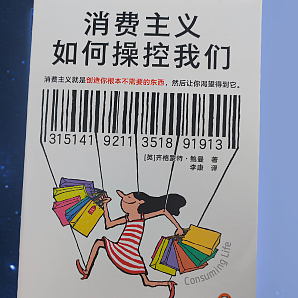 消费主义
如何操控我们
消费主义就是创造你根本不需要的东西，然后让你渴望得到它。
315141 9211 3518 91913
[英]齐格蒙特·鲍曼 著
李康 译
Consuming Life